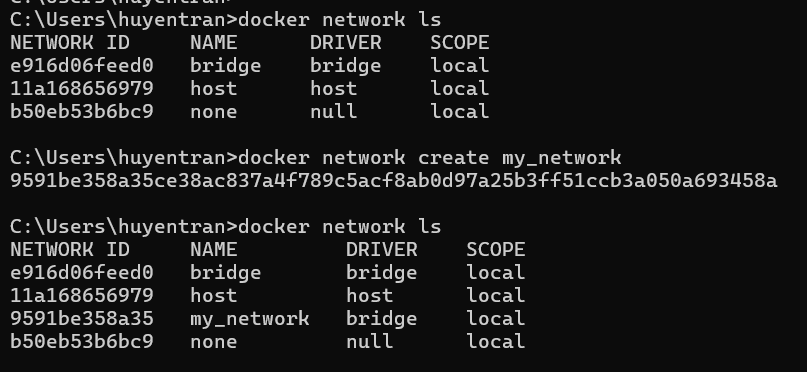 C:\Users\huyentran>
C:\Users\huyentran>docker network ls
NETWORK ID     NAME      DRIVER    SCOPE
e916d06feed0   bridge    bridge    local
11a168656979   host      host      local
b50eb53b6bc9   none      null      local
C:\Users\huyentran>docker network create my_network
9591be358a35ce38ac837a4f789c5acf8ab0d97a25b3ff51ccb3a050a693458a
C:\Users\huyentran>docker network ls
NETWORK ID     NAME         DRIVER    SCOPE
e916d06feed0   bridge       bridge    local
11a168656979   host         host      local
9591be358a35   my_network   bridge    local
b50eb53b6bc9   none         null      local